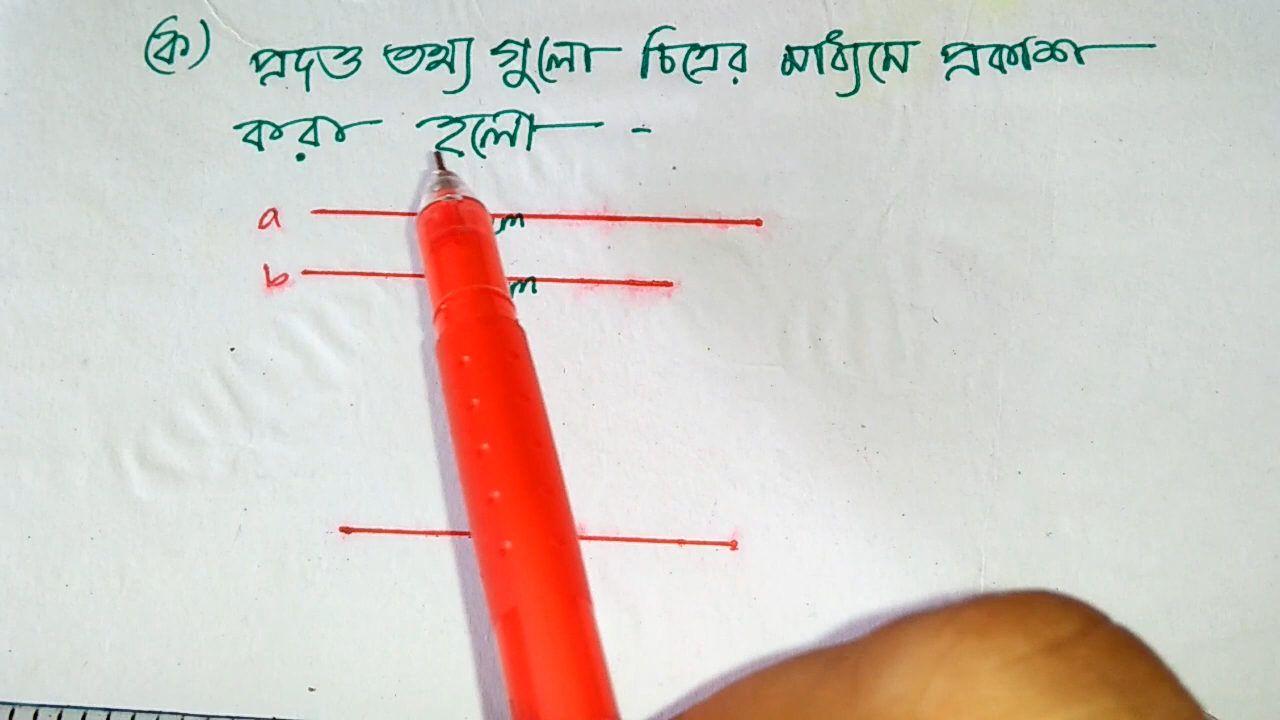 (ক) প্রদত্ত তথ্য গুলো চিত্রের মাধ্যমে প্রকাশ
করা হলো -
a m
b m